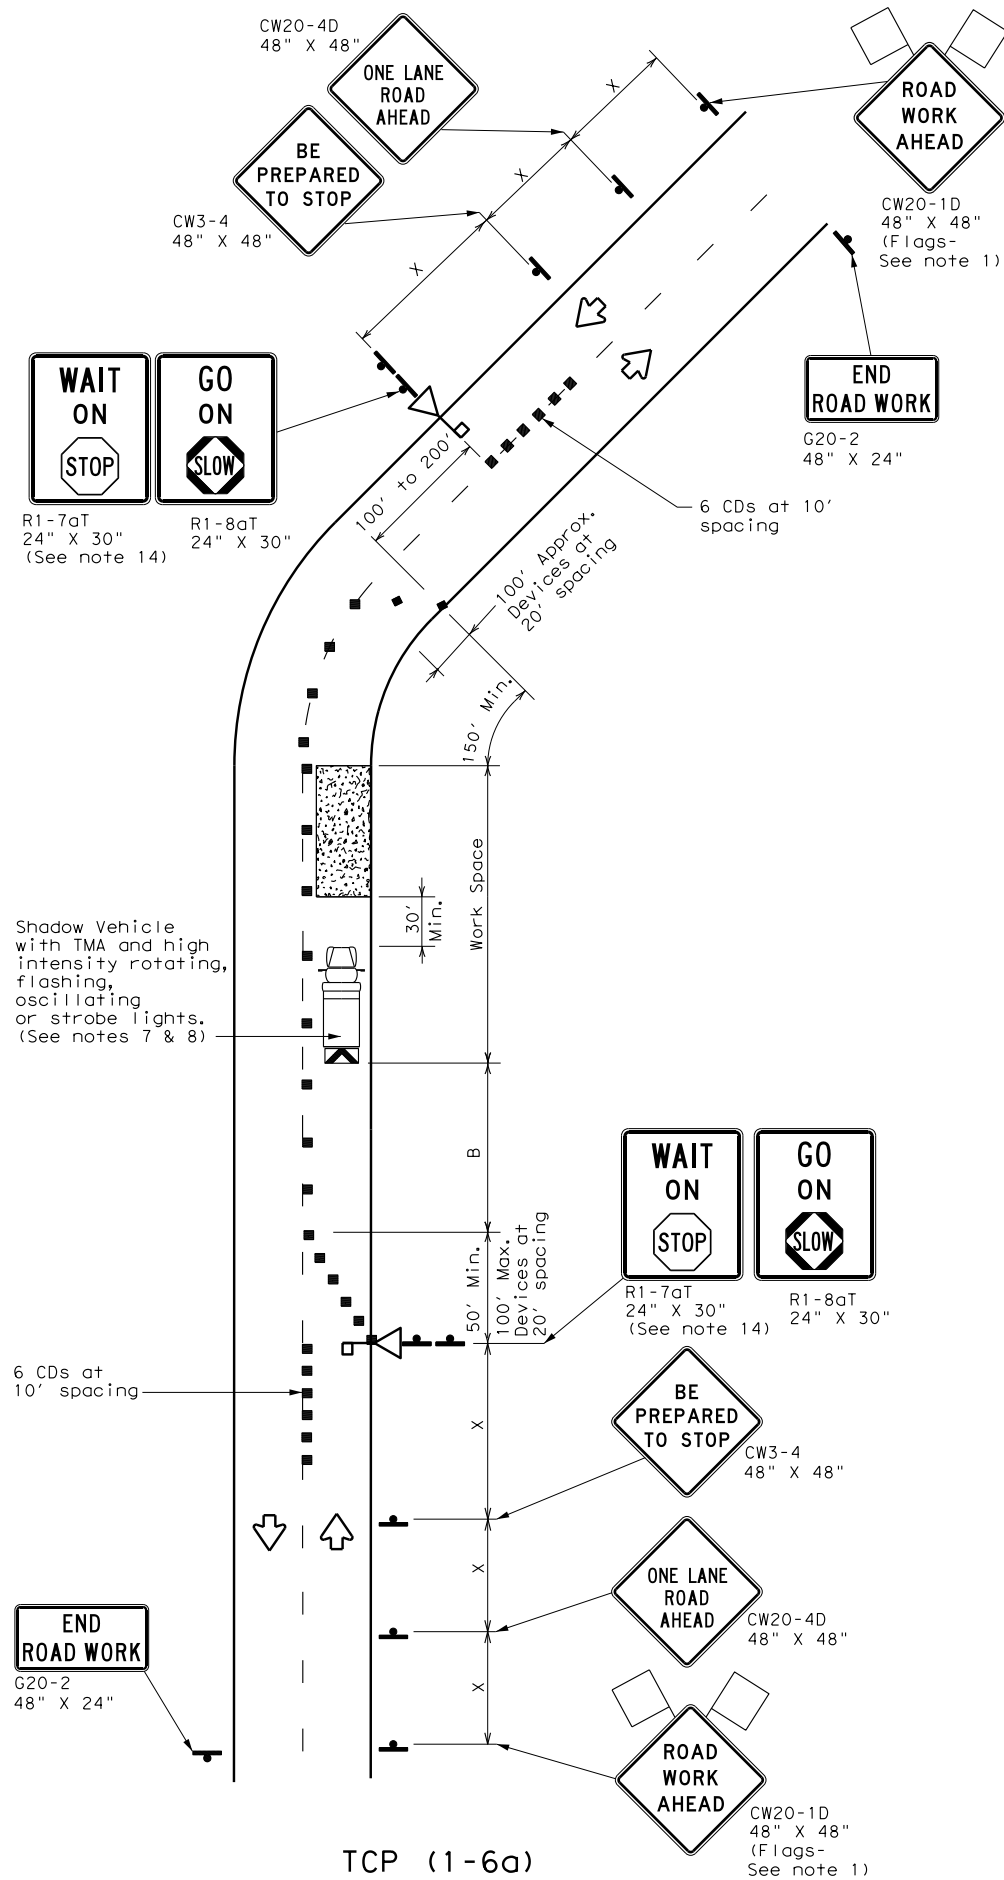 CW20-4D
48" X 48"
ONE LANE
ROAD
AHEAD
BE
PREPARED
TO STOP
CW3-4
48" X 48"
X
X
X
ROAD
WORK
AHEAD
CW20-1D
48" X 48"
(Flags-
See note 1)
END
ROAD WORK
G20-2
48" X 24"
WAIT
ON
STOP
GO
ON
SLOW
R1-7aT
24" X 30"
(See note 14)
R1-8aT
24" X 30"
100' to 200'
6 CDs at 10'
spacing
100' Approx.
Devices at
20' spacing
150' Min.
Work Space
30'
Min.
Shadow Vehicle
with TMA and high
intensity rotating,
flashing,
oscillating
or strobe lights.
(See notes 7 & 8)
B
50' Min.
100' Max.
Devices at
20' spacing
WAIT
ON
STOP
GO
ON
SLOW
R1-7aT
24" X 30"
(See note 14)
R1-8aT
24" X 30"
6 CDs at
10' spacing
X
BE
PREPARED
TO STOP
CW3-4
48" X 48"
X
ONE LANE
ROAD
AHEAD
CW20-4D
48" X 48"
END
ROAD WORK
G20-2
48" X 24"
X
ROAD
WORK
AHEAD
CW20-1D
48" X 48"
(Flags-
See note 1)
TCP (1-6a)